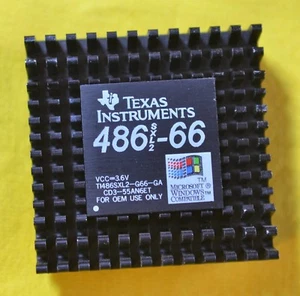 TEXAS
INSTRUMENTS
486SXL2-66
VCC=3.6V
TI486SXL2-G66-GA
CD3-55AN6ET
FOR OEM USE ONLY
TM
MICROSOFT ®
WINDOWS TM
COMPATIBLE